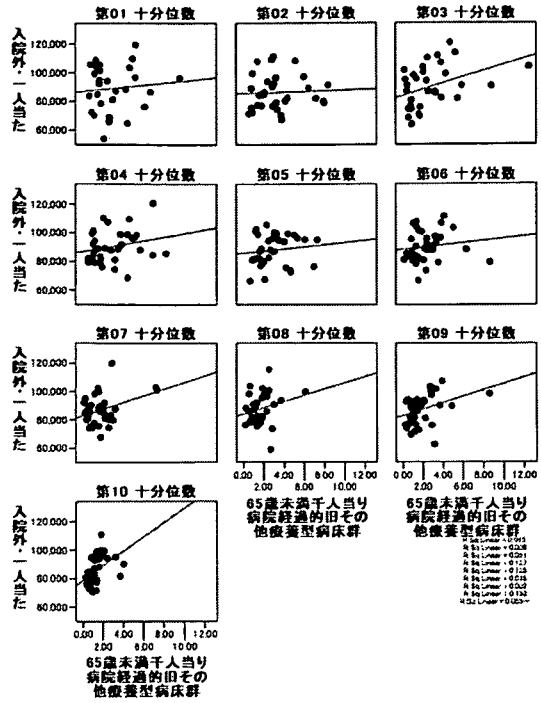 第01 十分位数
第02 十分位数
第03 十分位数
入院外・一人当た
120,000
100,000
80,000
60,000
第04 十分位数
第05 十分位数
第06 十分位数
入院外・一人当た
120,000
100,000
80,000
60,000
第07 十分位数
第08 十分位数
第09 十分位数
入院外・一人当た
120,000
100,000
80,000
60,000
0.00 4.00 8.00 12.00
2.00 6.00 10.00
65歳未満千人当り
病院経過的旧その
他療養型病床群
0.00 4.00 8.00 12.00
2.00 6.00 10.00
65歳未満千人当り
病院経過的旧その
他療養型病床群
第10 十分位数
入院外・一人当た
120,000
100,000
80,000
60,000
0.00 4.00 8.00 12.00
2.00 6.00 10.00
65歳未満千人当り
病院経過的旧その
他療養型病床群